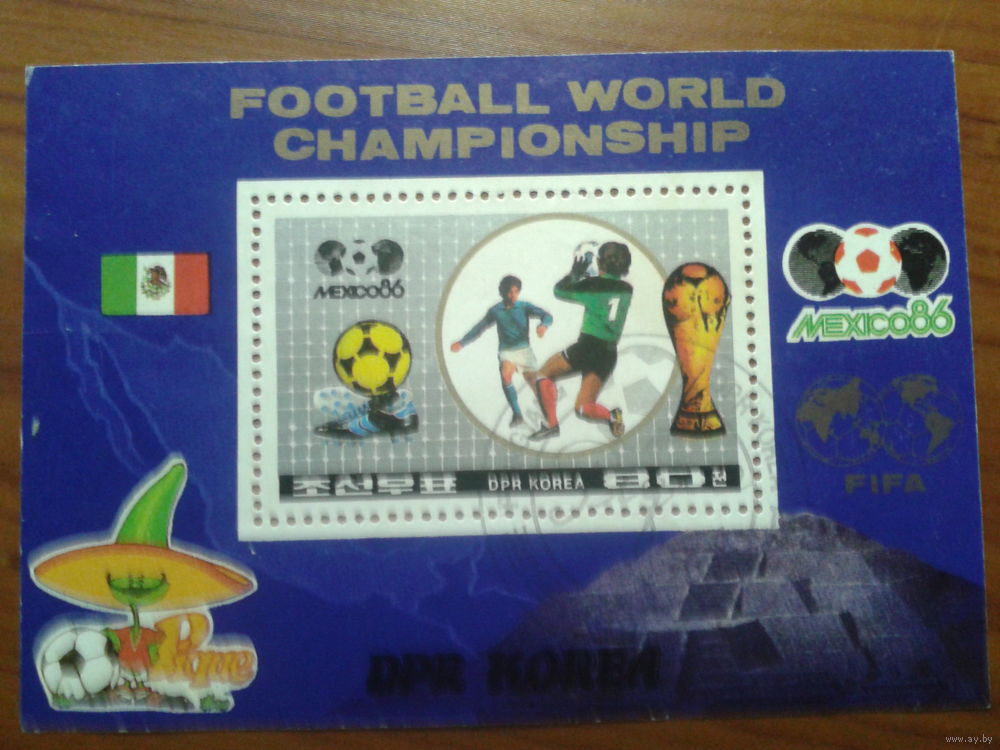 FOOTBALL WORLD
CHAMPIONSHIP
MEXICO86
1
조선우표 DPR KOREA 80전
MEXICO86
FIFA
Pique
DPR KOREA
www.ay.by